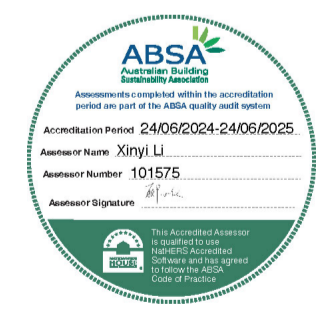 ABSA
Australian Building
Sustainability Association
Assessments completed within the accreditation
period are part of the ABSA quality audit system
Accreditation Period 24/06/2024-24/06/2025
Assessor Name Xinyi Li
Assessor Number 101575
Assessor Signature
This Accredited Assessor
is qualified to use
NatHERS Accredited
Software and has agreed
to follow the ABSA
Code of Practice